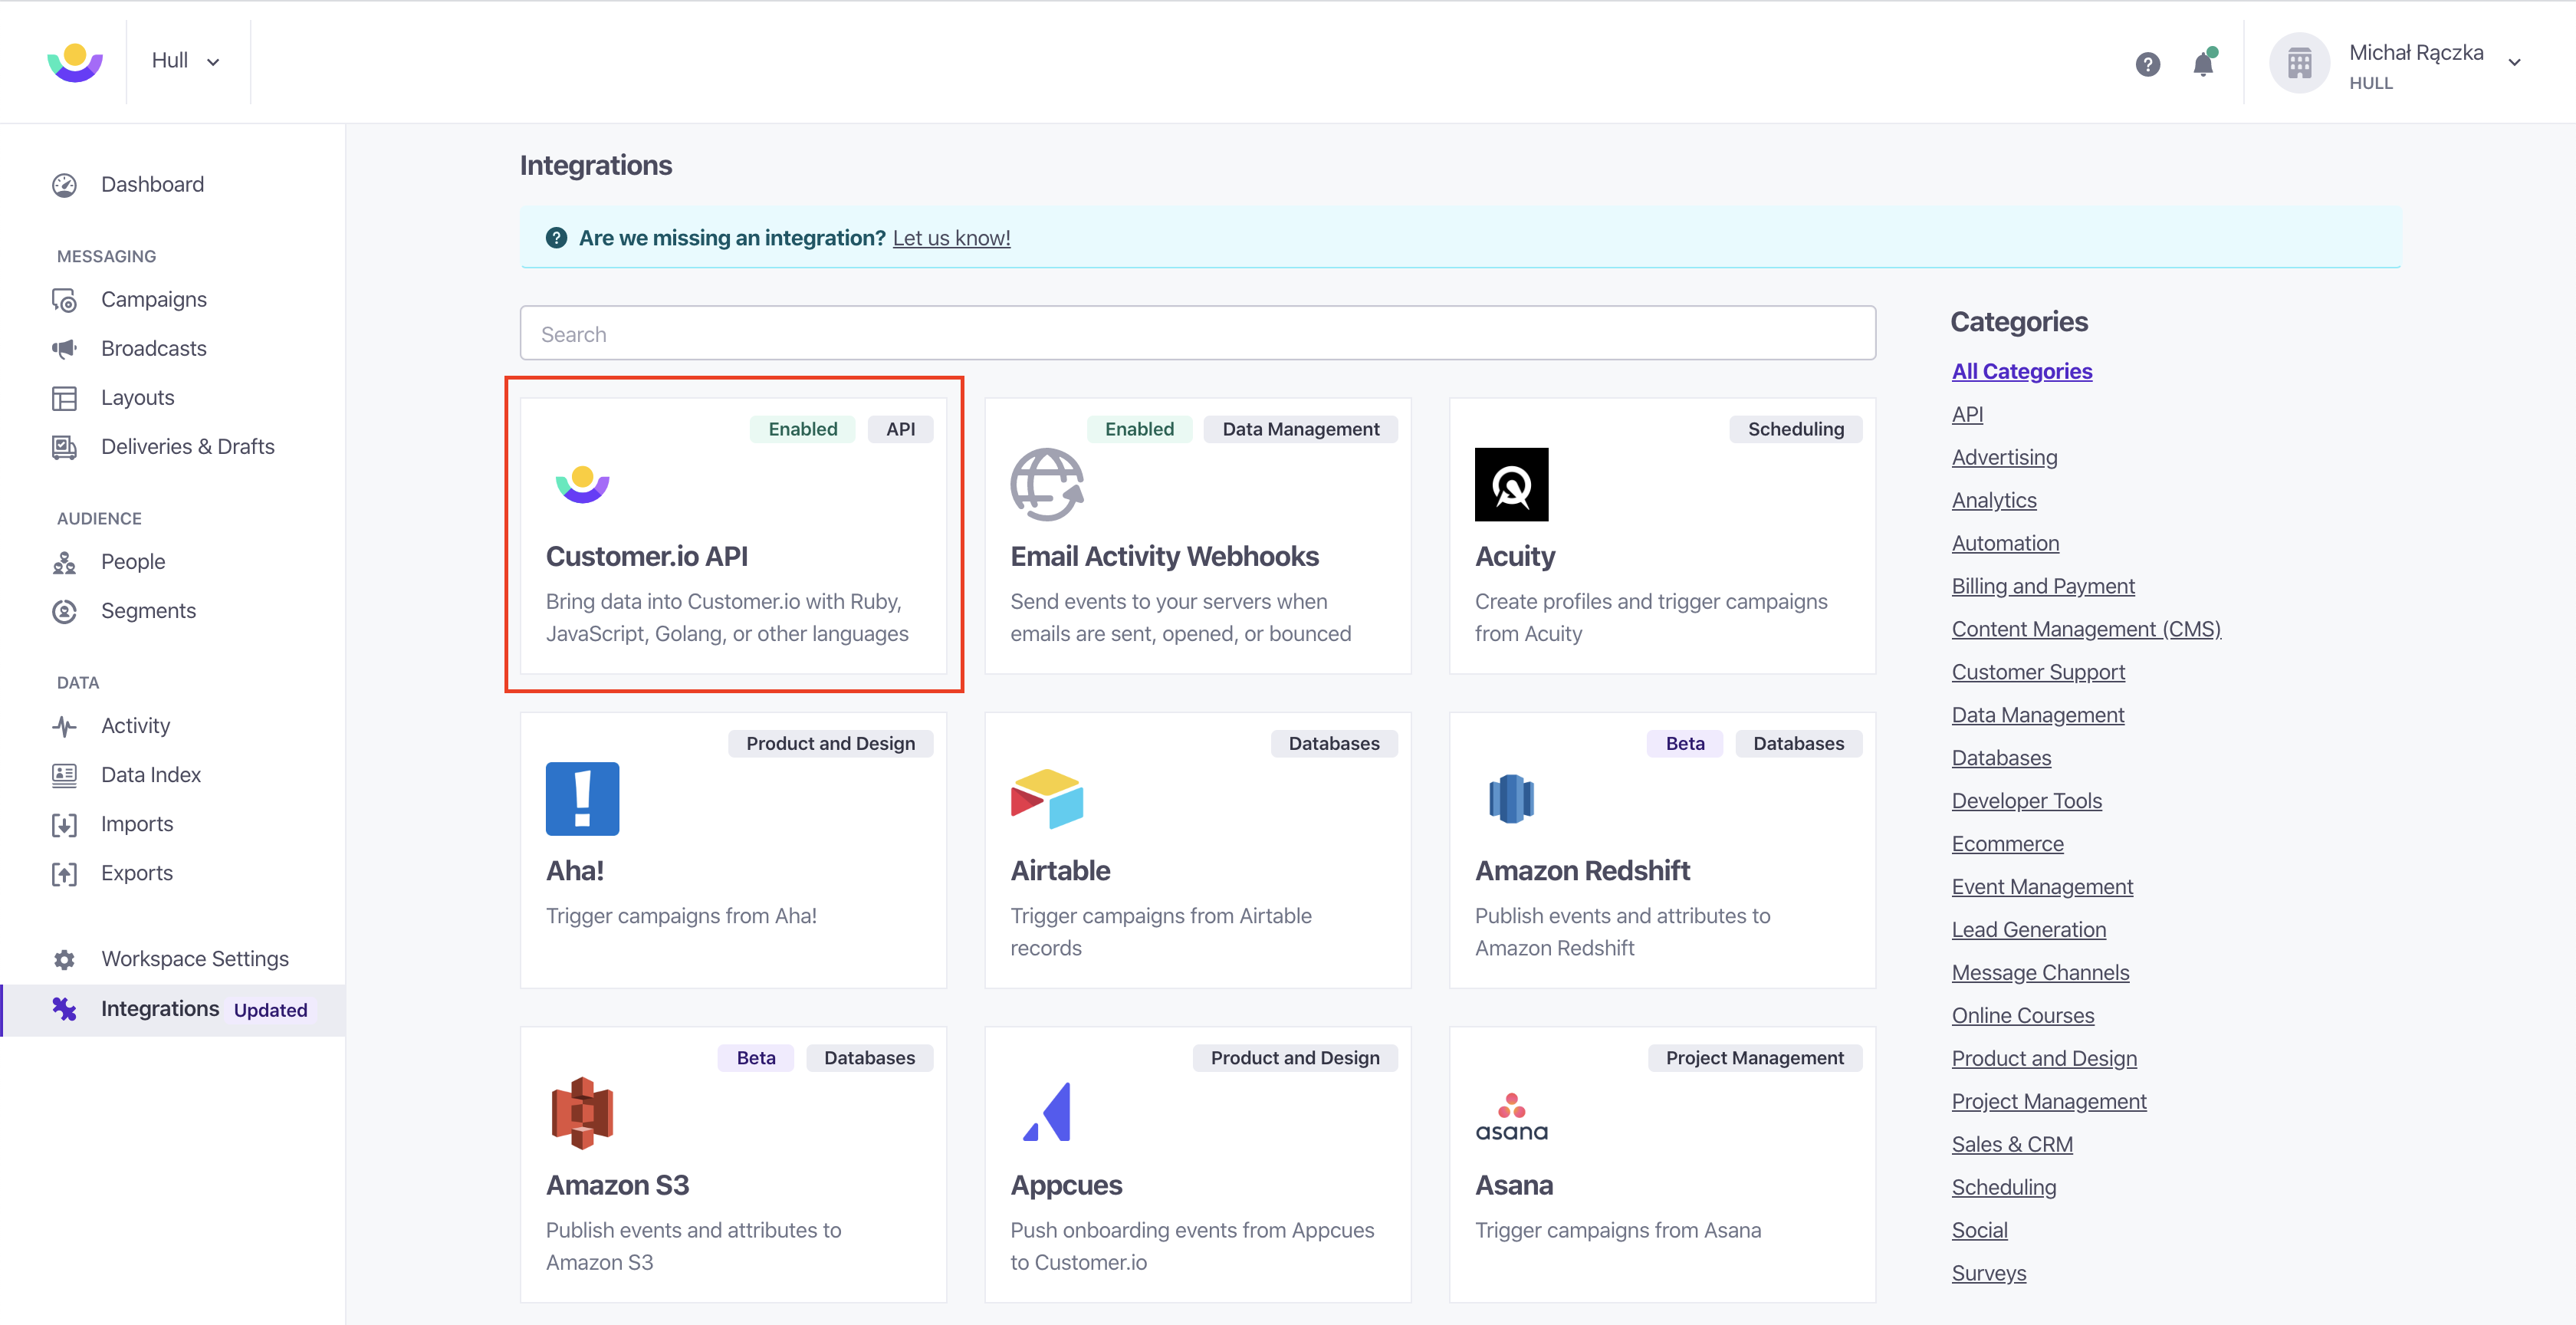 Hull
Michał Rączka
HULL
Dashboard
MESSAGING
Campaigns
Broadcasts
Layouts
Deliveries & Drafts
AUDIENCE
People
Segments
DATA
Activity
Data Index
Imports
Exports
Workspace Settings
Integrations Updated
Integrations
Are we missing an integration? Let us know!
Search
Enabled API
Customer.io API
Bring data into Customer.io with Ruby,
JavaScript, Golang, or other languages
Enabled Data Management
Email Activity Webhooks
Send events to your servers when
emails are sent, opened, or bounced
Scheduling
Acuity
Create profiles and trigger campaigns
from Acuity
Product and Design
Aha!
Trigger campaigns from Aha!
Databases
Airtable
Trigger campaigns from Airtable
records
Beta Databases
Amazon Redshift
Publish events and attributes to
Amazon Redshift
Beta Databases
Amazon S3
Publish events and attributes to
Amazon S3
Product and Design
Appcues
Push onboarding events from Appcues
to Customer.io
Project Management
asana
Asana
Trigger campaigns from Asana
Categories
All Categories
API
Advertising
Analytics
Automation
Billing and Payment
Content Management (CMS)
Customer Support
Data Management
Databases
Developer Tools
Ecommerce
Event Management
Lead Generation
Message Channels
Online Courses
Product and Design
Project Management
Sales & CRM
Scheduling
Social
Surveys